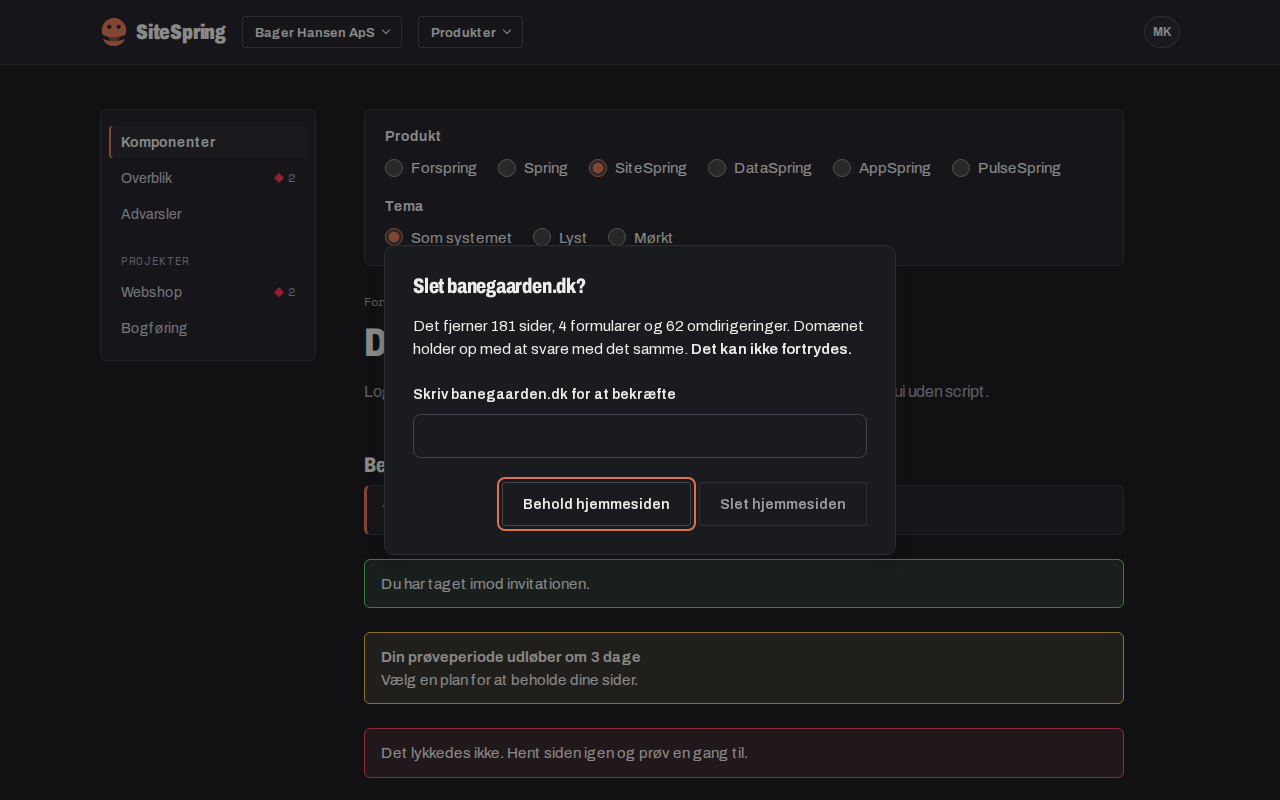 SiteSpring
Bager Hansen ApS
Produkter
MK
Komponenter
Overblik 2
Advarsler
PROJEKTER
Webshop 2
Bogføring
Produkt
Forspring Spring SiteSpring DataSpring AppSpring PulseSpring
Tema
Som systemet Lyst Mørkt
Slet banegaarden.dk?
Det fjerner 181 sider, 4 formularer og 62 omdirigeringer. Domænet
holder op med at svare med det samme. Det kan ikke fortrydes.
Skriv banegaarden.dk for at bekræfte
Behold hjemmesiden
Slet hjemmesiden
uden script.
Du har taget imod invitationen.
Din prøveperiode udløber om 3 dage
Vælg en plan for at beholde dine sider.
Det lykkedes ikke. Hent siden igen og prøv en gang til.